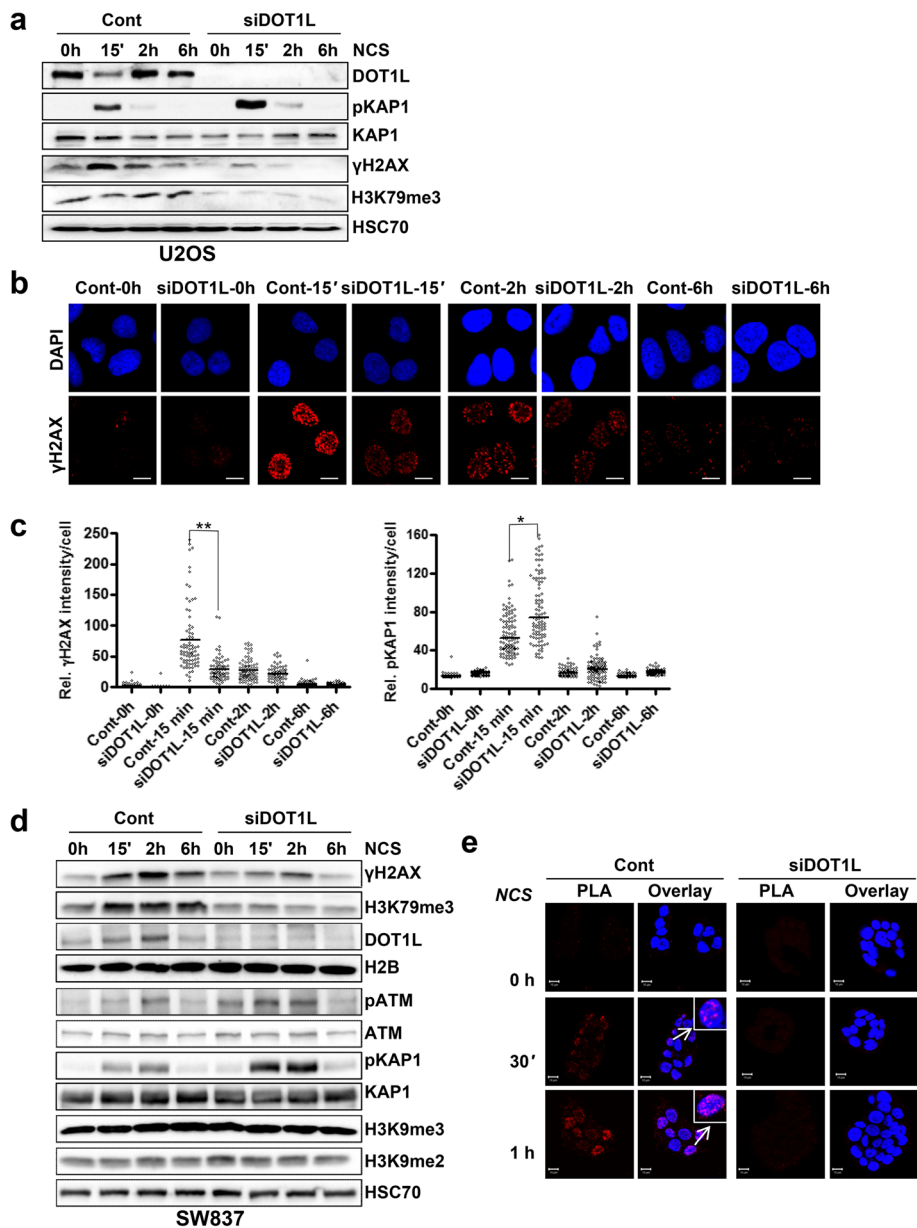 a
Cont siDOT1L
0h 15' 2h 6h 0h 15' 2h 6h NCS
DOT1L
pKAP1
KAP1
γH2AX
H3K79me3
HSC70
U2OS
b
Cont-0h siDOT1L-0h Cont-15′ siDOT1L-15′ Cont-2h siDOT1L-2h Cont-6h siDOT1L-6h
DAPI
γH2AX
c
Rel. γH2AX intensity/cell
250
200
150
100
50
0
**
Cont-0h
siDOT1L-0h
Cont-15 min
siDOT1L-15 min
Cont-2h
siDOT1L-2h
Cont-6h
siDOT1L-6h
Rel. pKAP1 intensity/cell
160
120
80
40
0
*
Cont-0h
siDOT1L-0h
Cont-15 min
siDOT1L-15 min
Cont-2h
siDOT1L-2h
Cont-6h
siDOT1L-6h
d
Cont siDOT1L
0h 15' 2h 6h 0h 15' 2h 6h NCS
γH2AX
H3K79me3
DOT1L
H2B
pATM
ATM
pKAP1
KAP1
H3K9me3
H3K9me2
HSC70
SW837
e
Cont siDOT1L
NCS PLA Overlay PLA Overlay
0 h
30′
1 h